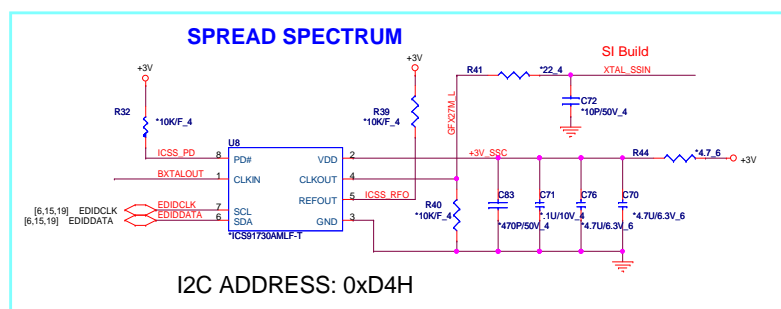 SPREAD SPECTRUM
SI Build
+3V
+3V
R41
*22_4
XTAL_SSIN
R32
*10K/F_4
R39
*10K/F_4
GFX27M_L
C72
*10P/50V_4
U8
ICSS_PD
8
PD#
VDD
2
+3V_SSC
R44
*4.7_6
+3V
BXTALOUT
1
CLKIN
CLKOUT
4
REFOUT
5
ICSS_RFO
[6,15,19] EDIDCLK
EDIDCLK
7
SCL
[6,15,19] EDIDDATA
EDIDDATA
6
SDA
GND
3
*ICS91730AMLF-T
R40
*10K/F_4
C83
*470P/50V_4
C71
*.1U/10V_4
C76
*4.7U/6.3V_6
C70
*4.7U/6.3V_6
I2C ADDRESS: 0xD4H